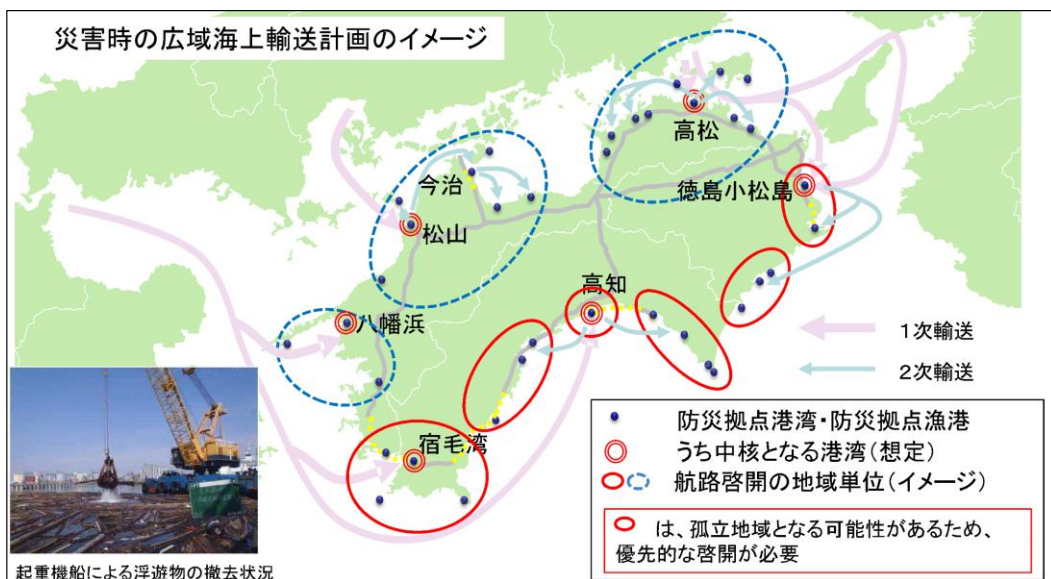 災害時の広域海上輸送計画のイメージ
高松
今治
徳島小松島
松山
高知
八幡浜
1次輸送
2次輸送
宿毛湾
防災拠点港湾・防災拠点漁港
うち中核となる港湾(想定)
航路啓開の地域単位(イメージ)
は、孤立地域となる可能性があるため、
優先的な啓開が必要
起重機船による浮遊物の撤去状況